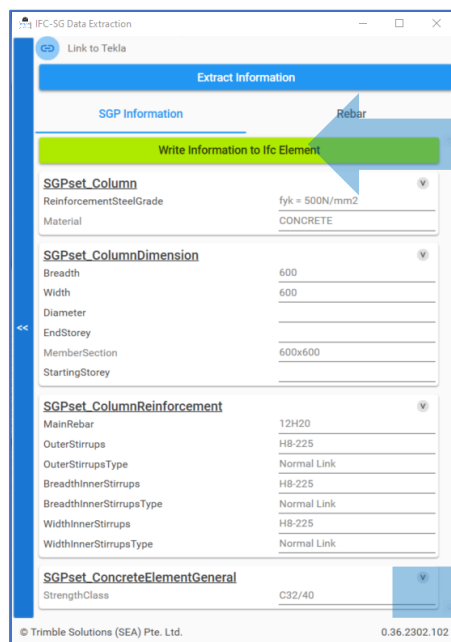 IFC-SG Data Extraction
Link to Tekla
Extract Information
SGP Information Rebar
Write Information to Ifc Element
SGPset_Column v
ReinforcementSteelGrade fyk = 500N/mm2
Material CONCRETE
SGPset_ColumnDimension v
Breadth 600
Width 600
Diameter
EndStorey
<<
MemberSection 600x600
StartingStorey
SGPset_ColumnReinforcement v
MainRebar 12H20
OuterStirrups H8-225
OuterStirrupsType Normal Link
BreadthInnerStirrups H8-225
BreadthInnerStirrupsType Normal Link
WidthInnerStirrups H8-225
WidthInnerStirrupsType Normal Link
SGPset_ConcreteElementGeneral v
StrengthClass C32/40
© Trimble Solutions (SEA) Pte. Ltd. 0.36.2302.102